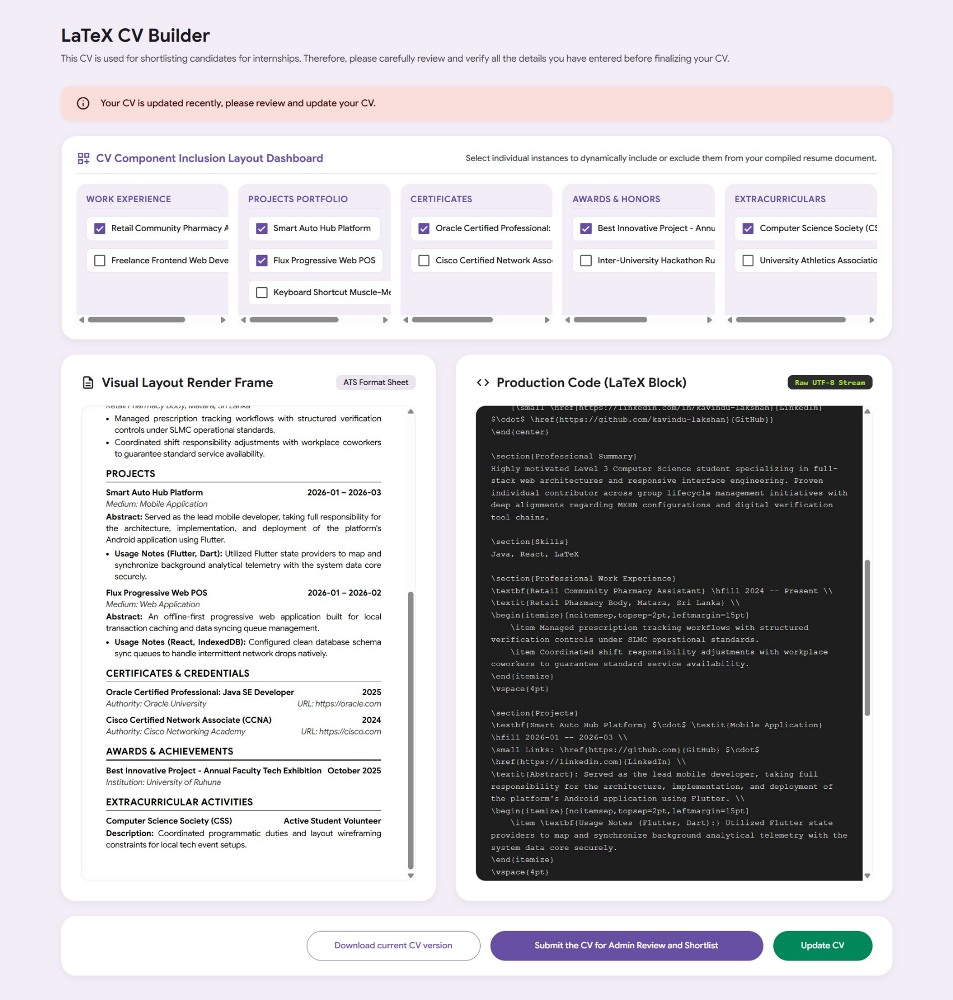 LaTeX CV Builder
This CV is used for shortlisting candidates for internships. Therefore, please carefully review and verify all the details you have entered before finalizing your CV.
Your CV is updated recently, please review and update your CV.
CV Component Inclusion Layout Dashboard
Select individual instances to dynamically include or exclude them from your compiled resume document.
WORK EXPERIENCE
Retail Community Pharmacy A
Freelance Frontend Web Deve
PROJECTS PORTFOLIO
Smart Auto Hub Platform
Flux Progressive Web POS
Keyboard Shortcut Muscle-Me
CERTIFICATES
Oracle Certified Professional:
Cisco Certified Network Asso
AWARDS & HONORS
Best Innovative Project - Annu
Inter-University Hackathon Ru
EXTRACURRICULARS
Computer Science Society (CS
University Athletics Associatio
Visual Layout Render Frame
ATS Format Sheet
Retail Pharmacy Body, Matara, Sri Lanka
• Managed prescription tracking workflows with structured verification
controls under SLMC operational standards.
• Coordinated shift responsibility adjustments with workplace coworkers
to guarantee standard service availability.
PROJECTS
Smart Auto Hub Platform 2026-01 – 2026-03
Medium: Mobile Application
Abstract: Served as the lead mobile developer, taking full responsibility for
the architecture, implementation, and deployment of the platform's
Android application using Flutter.
• Usage Notes (Flutter, Dart): Utilized Flutter state providers to map and
synchronize background analytical telemetry with the system data core
securely.
Flux Progressive Web POS 2026-01 – 2026-02
Medium: Web Application
Abstract: An offline-first progressive web application built for local
transaction caching and data syncing queue management.
• Usage Notes (React, IndexedDB): Configured clean database schema
sync queues to handle intermittent network drops natively.
CERTIFICATES & CREDENTIALS
Oracle Certified Professional: Java SE Developer 2025
Authority: Oracle University URL: https://oracle.com
Cisco Certified Network Associate (CCNA) 2024
Authority: Cisco Networking Academy URL: https://cisco.com
AWARDS & ACHIEVEMENTS
Best Innovative Project - Annual Faculty Tech Exhibition October 2025
Institution: University of Ruhuna
EXTRACURRICULAR ACTIVITIES
Computer Science Society (CSS) Active Student Volunteer
Description: Coordinated programmatic duties and layout wireframing
constraints for local tech event setups.
Production Code (LaTeX Block)
Raw UTF-8 Stream
{\small \href{https://linkedin.com/in/kavindu-lakshan}{LinkedIn}
$\cdot$ \href{https://github.com/kavindu-lakshan}{GitHub}}
\end{center}
\section{Professional Summary}
Highly motivated Level 3 Computer Science student specializing in full-
stack web architectures and responsive interface engineering. Proven
individual contributor across group lifecycle management initiatives with
deep alignments regarding MERN configurations and digital verification
tool chains.
\section{Skills}
Java, React, LaTeX
\section{Professional Work Experience}
\textbf{Retail Community Pharmacy Assistant} \hfill 2024 -- Present \\
\textit{Retail Pharmacy Body, Matara, Sri Lanka} \\
\begin{itemize}[noitemsep,topsep=2pt,leftmargin=15pt]
\item Managed prescription tracking workflows with structured
verification controls under SLMC operational standards.
\item Coordinated shift responsibility adjustments with workplace
coworkers to guarantee standard service availability.
\end{itemize}
\vspace{4pt}
\section{Projects}
\textbf{Smart Auto Hub Platform} $\cdot$ \textit{Mobile Application}
\hfill 2026-01 -- 2026-03 \\
\small Links: \href{https://github.com}{GitHub} $\cdot$
\href{https://linkedin.com}{LinkedIn} \\
\textit{Abstract}: Served as the lead mobile developer, taking full
responsibility for the architecture, implementation, and deployment of
the platform's Android application using Flutter. \\
\begin{itemize}[noitemsep,topsep=2pt,leftmargin=15pt]
\item \textbf{Usage Notes (Flutter, Dart):} Utilized Flutter state
providers to map and synchronize background analytical telemetry with the
system data core securely.
\end{itemize}
\vspace{4pt}
Download current CV version
Submit the CV for Admin Review and Shortlist
Update CV